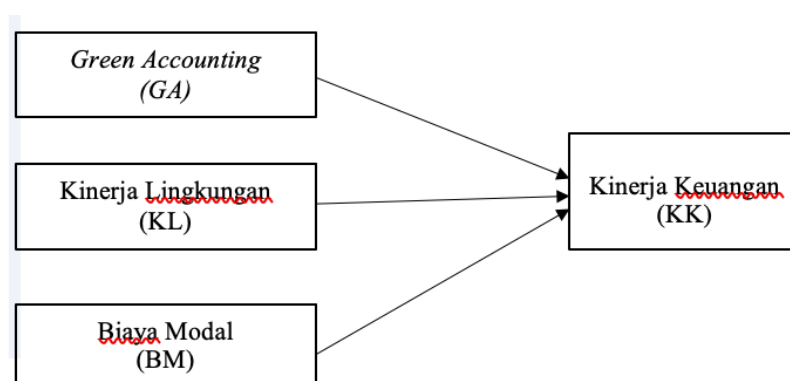 Green Accounting
(GA)
Kinerja Lingkungan
(KL)
Kinerja Keuangan
(KK)
Biaya Modal
(BM)